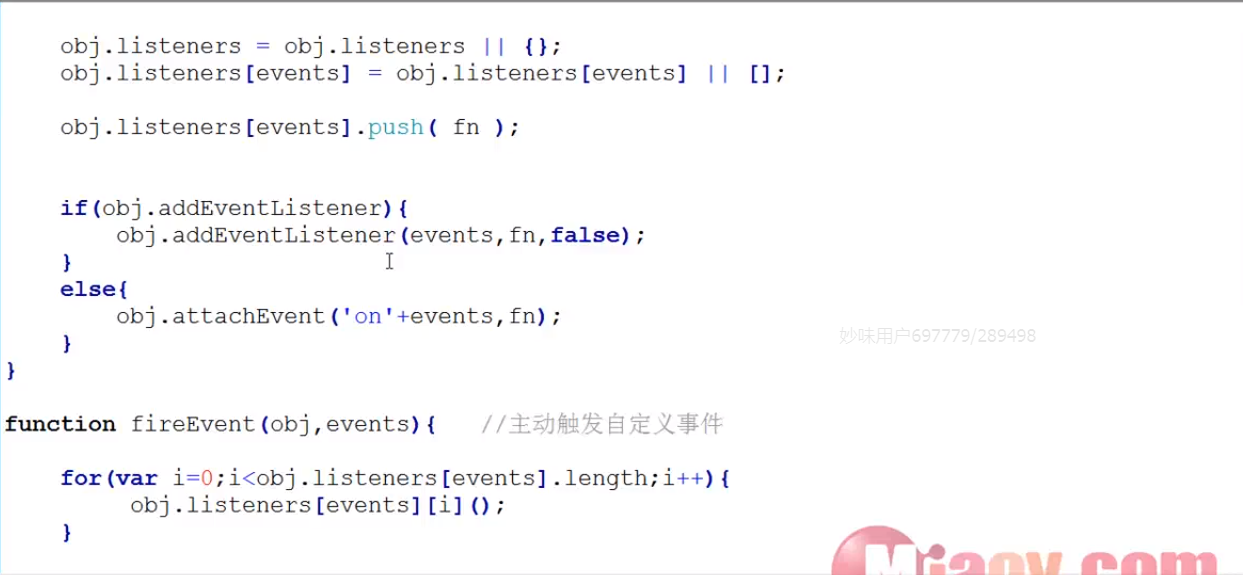 obj.listeners = obj.listeners || {};
obj.listeners[events] = obj.listeners[events] || [];
obj.listeners[events].push( fn );
if(obj.addEventListener){
obj.addEventListener(events,fn,false);
}
else{
obj.attachEvent('on'+events,fn);
}
}
妙味用户697779/289498
function fireEvent(obj,events){ //主动触发自定义事件
for(var i=0;i<obj.listeners[events].length;i++){
obj.listeners[events][i]();
}
Miaov.com